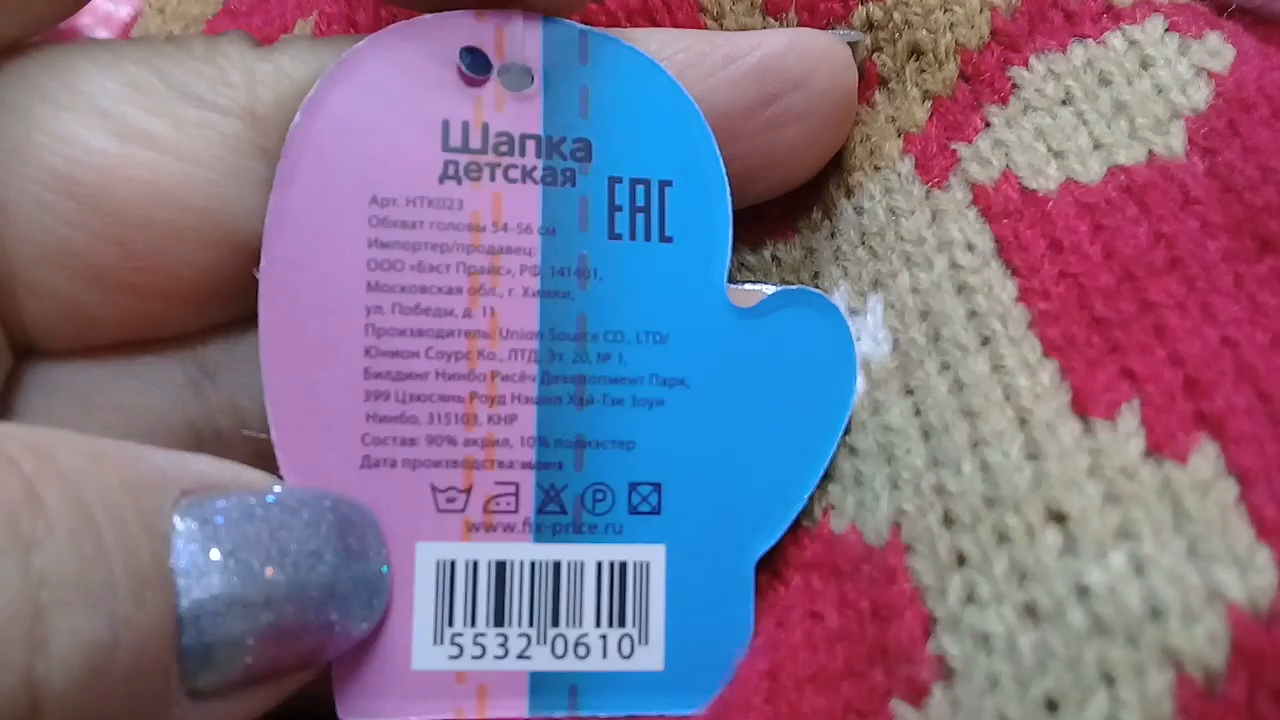 Шапка
детская
EAC
Арт. НТК023
Обхват головы 54-56 см
Импортер/продавец:
ООО «Бэст Прайс», РФ, 141401,
Московская обл., г. Химки,
ул. Победы, д. 11
Производитель: Union Source CO., LTD/
Юнион Соурс Ко., ЛТД, Эт. 20, № 1,
Билдинг Нинбо Рисёч Девелопмент Парк,
399 Цзюсянь Роуд Нэшнл Хай-Тэк Зоун
Нинбо, 315103, КНР
Состав: 90% акрил, 10% полиэстер
Дата производства:
P
www.fix-price.ru
5532 0610